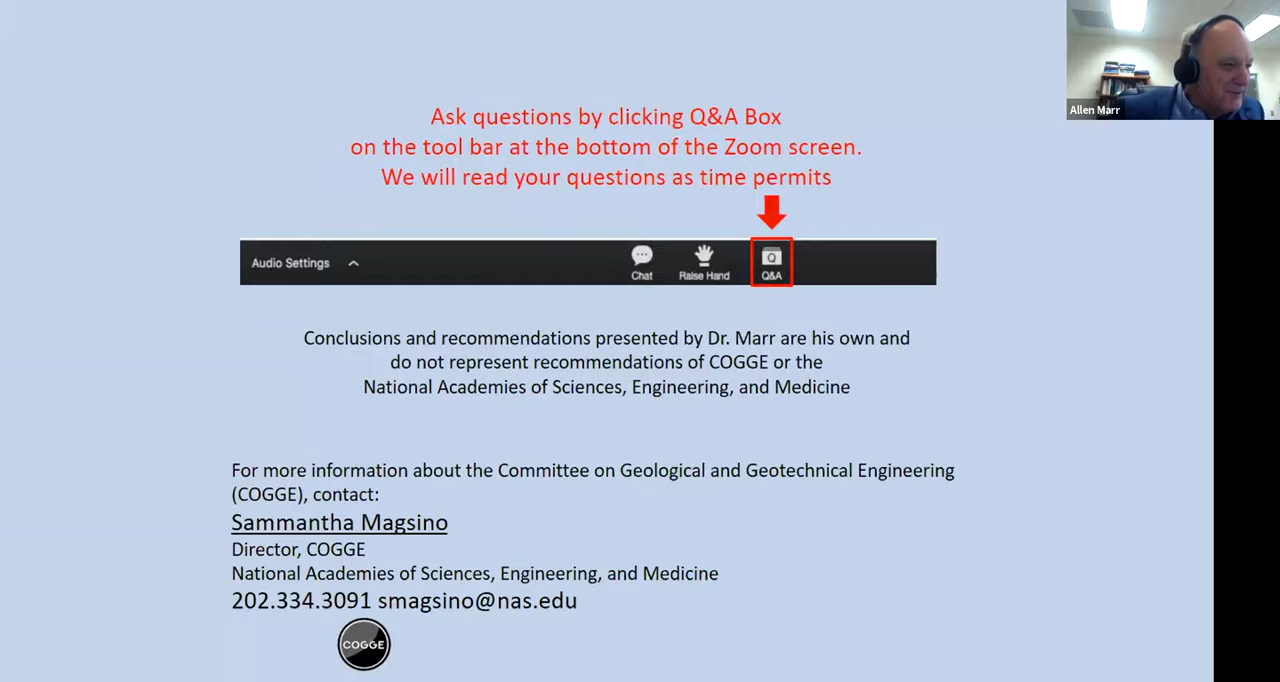 Allen Marr
Ask questions by clicking Q&A Box
on the tool bar at the bottom of the Zoom screen.
We will read your questions as time permits
Audio Settings
Chat
Raise Hand
Q
Q&A
Conclusions and recommendations presented by Dr. Marr are his own and
do not represent recommendations of COGGE or the
National Academies of Sciences, Engineering, and Medicine
For more information about the Committee on Geological and Geotechnical Engineering
(COGGE), contact:
Sammantha Magsino
Director, COGGE
National Academies of Sciences, Engineering, and Medicine
202.334.3091 smagsino@nas.edu
COGGE